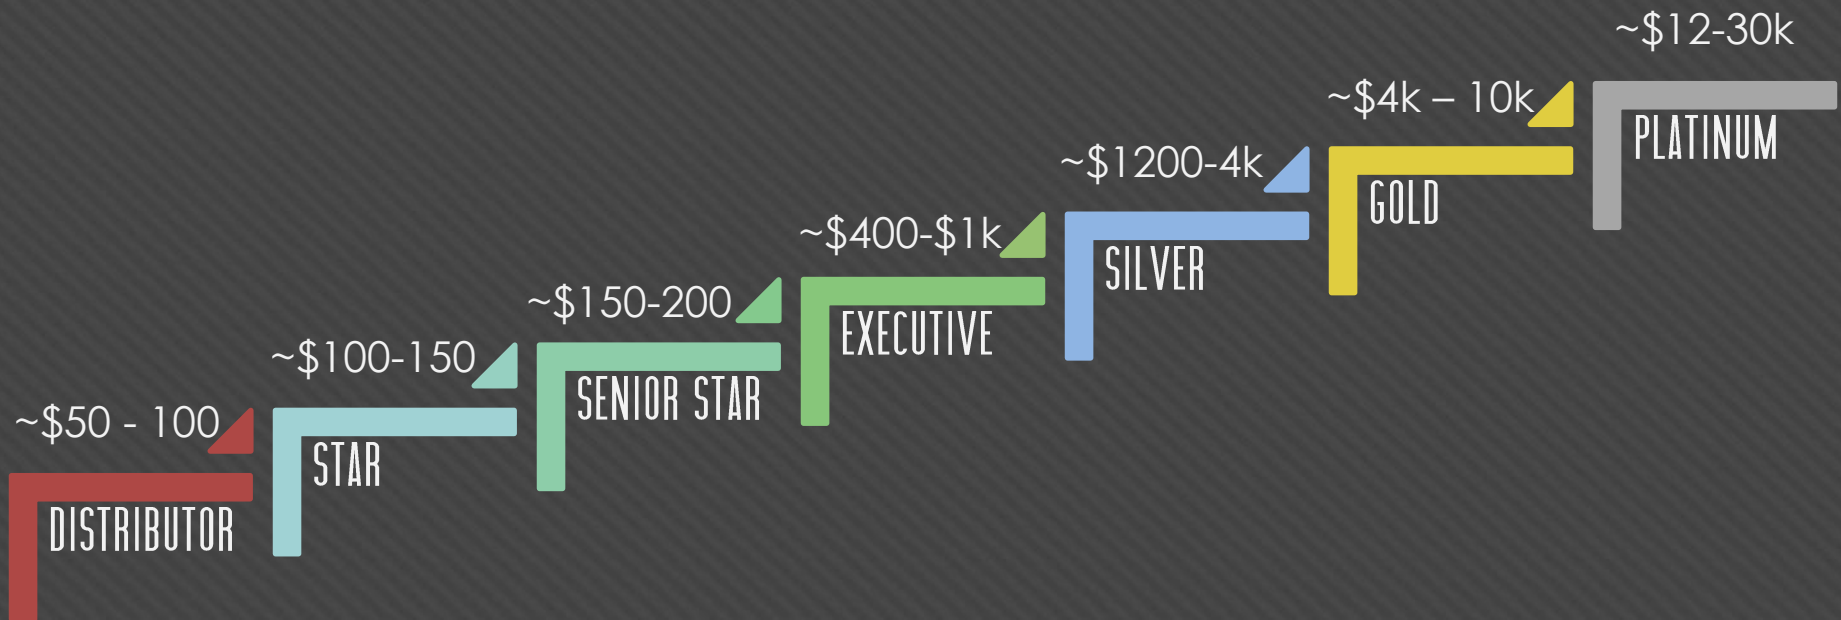 ~$12-30k
PLATINUM
~$4k – 10k
GOLD
~$1200-4k
SILVER
~$400-$1k
EXECUTIVE
~$150-200
SENIOR STAR
~$100-150
STAR
~$50 - 100
DISTRIBUTOR